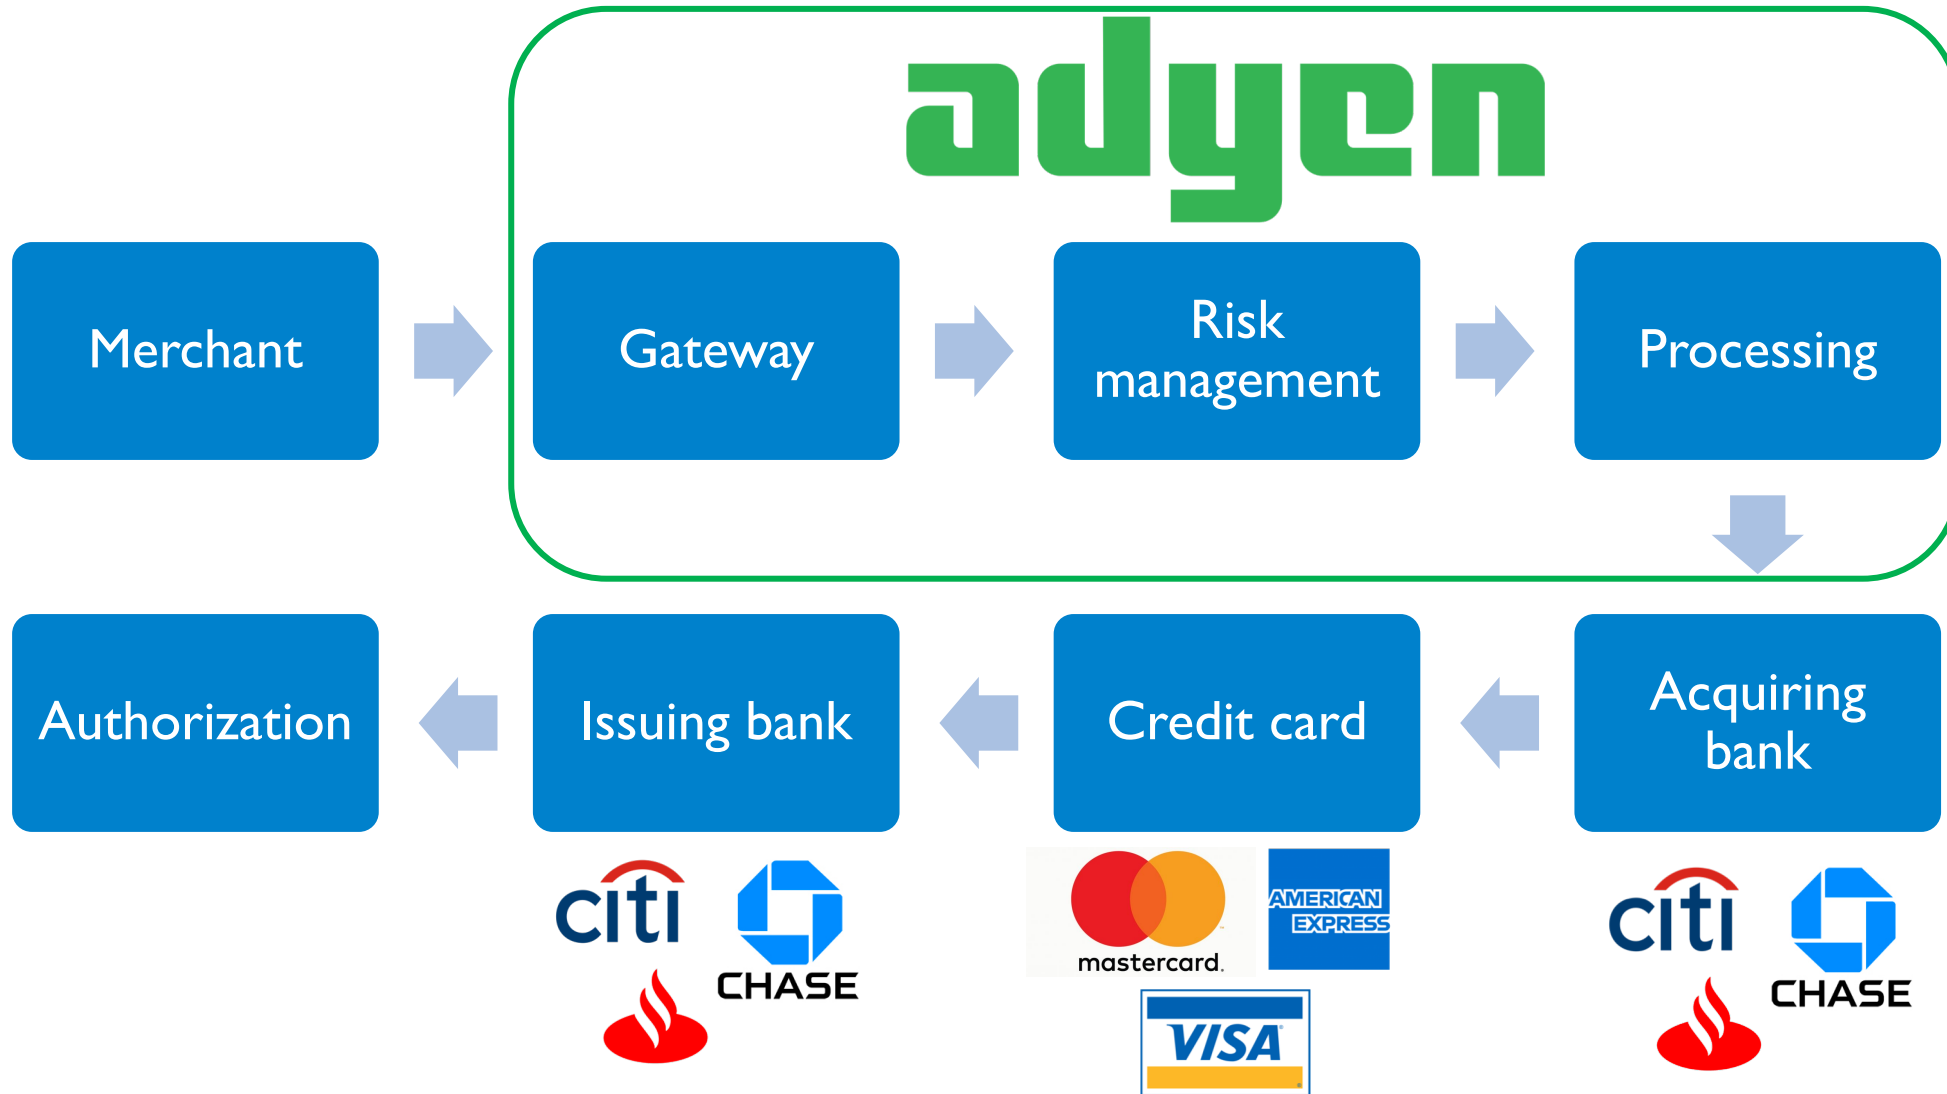 adyen
Merchant
Gateway
Risk
management
Processing
Authorization
Issuing bank
Credit card
Acquiring
bank
citi
CHASE
mastercard.
AMERICAN
EXPRESS
VISA
citi
CHASE